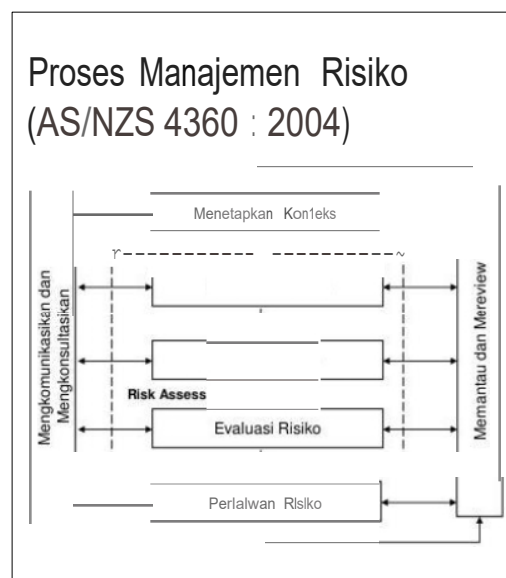 Proses Manajemen Risiko
(AS/NZS 4360 : 2004)
Menetapkan Kon1eks
Mengkomunikasikan dan
Mengkonsultasikan
Memantau dan Mereview
Risk Assess
Evaluasi Risiko
Perlalwan RIsiko